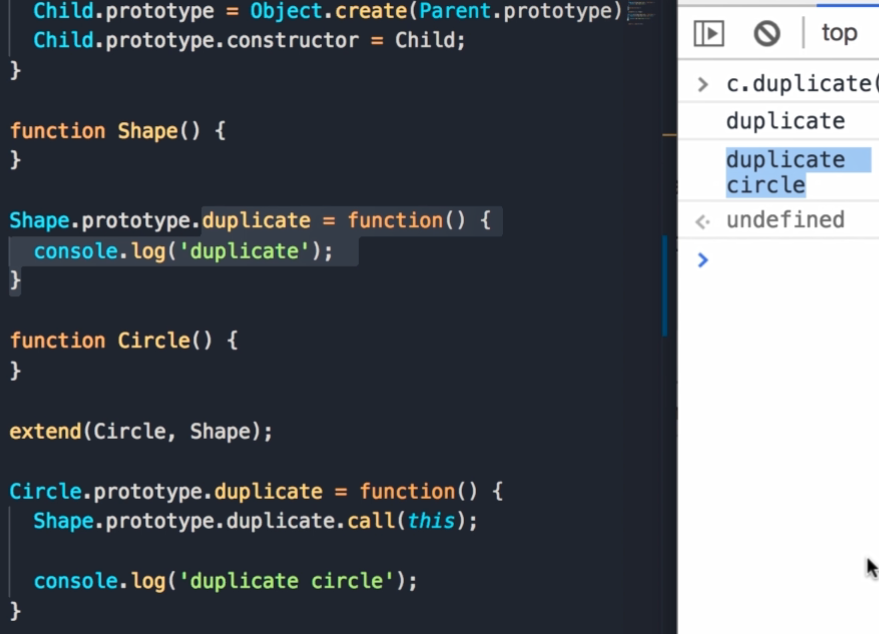 Child.prototype = Object.create(Parent.prototype)
Child.prototype.constructor = Child;
}
function Shape() {
}
Shape.prototype.duplicate = function() {
console.log('duplicate');
}
function Circle() {
}
extend(Circle, Shape);
Circle.prototype.duplicate = function() {
Shape.prototype.duplicate.call(this);
console.log('duplicate circle');
}
top
> c.duplicate(
duplicate
duplicate
circle
undefined
>